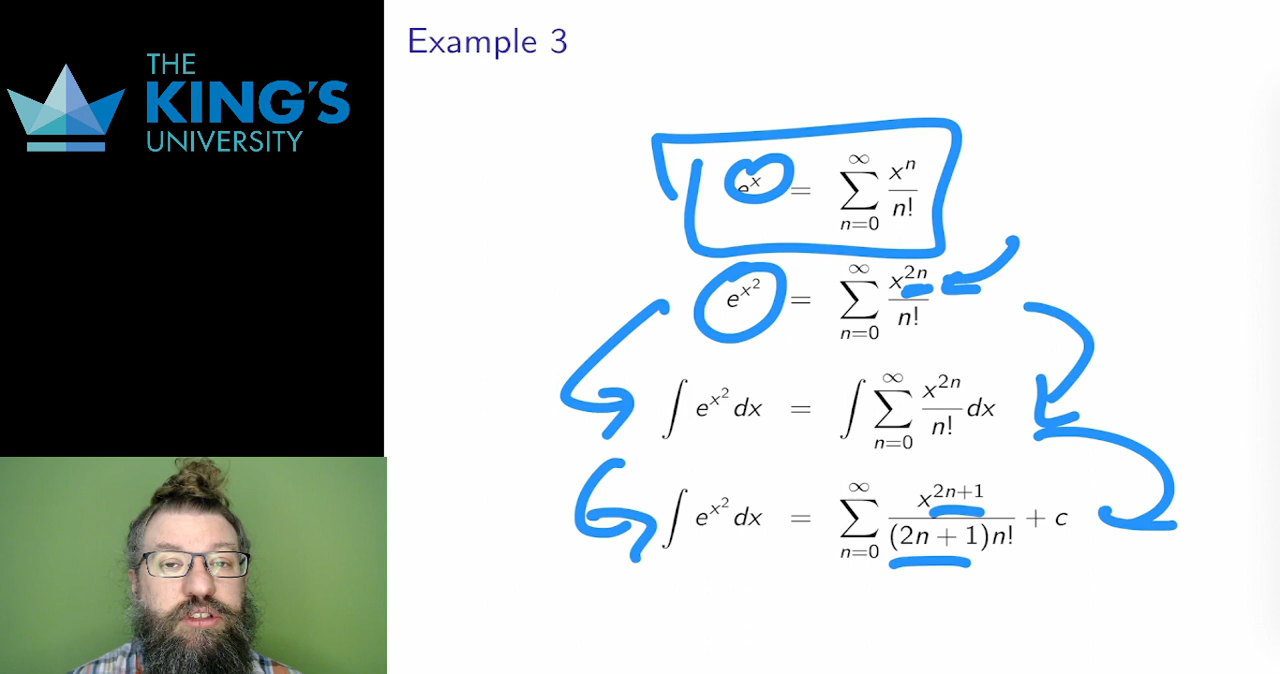 THE
KING'S
UNIVERSITY
Example 3
e^x = ∑_{n=0}^{∞} x^n / n!
e^{x^2} = ∑_{n=0}^{∞} x^{2n} / n!
∫ e^{x^2} dx = ∫ ∑_{n=0}^{∞} x^{2n} / n! dx
∫ e^{x^2} dx = ∑_{n=0}^{∞} x^{2n+1} / (2n + 1)n! + c